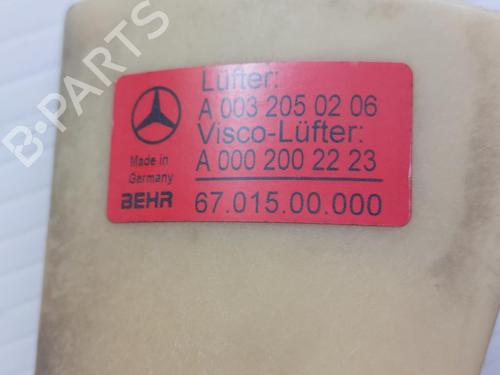 B-PARTS
Lüfter:
A 003 205 02 06
Visco-Lüfter:
A 000 200 22 23
Made in
Germany
BEHR 67.015.00.000